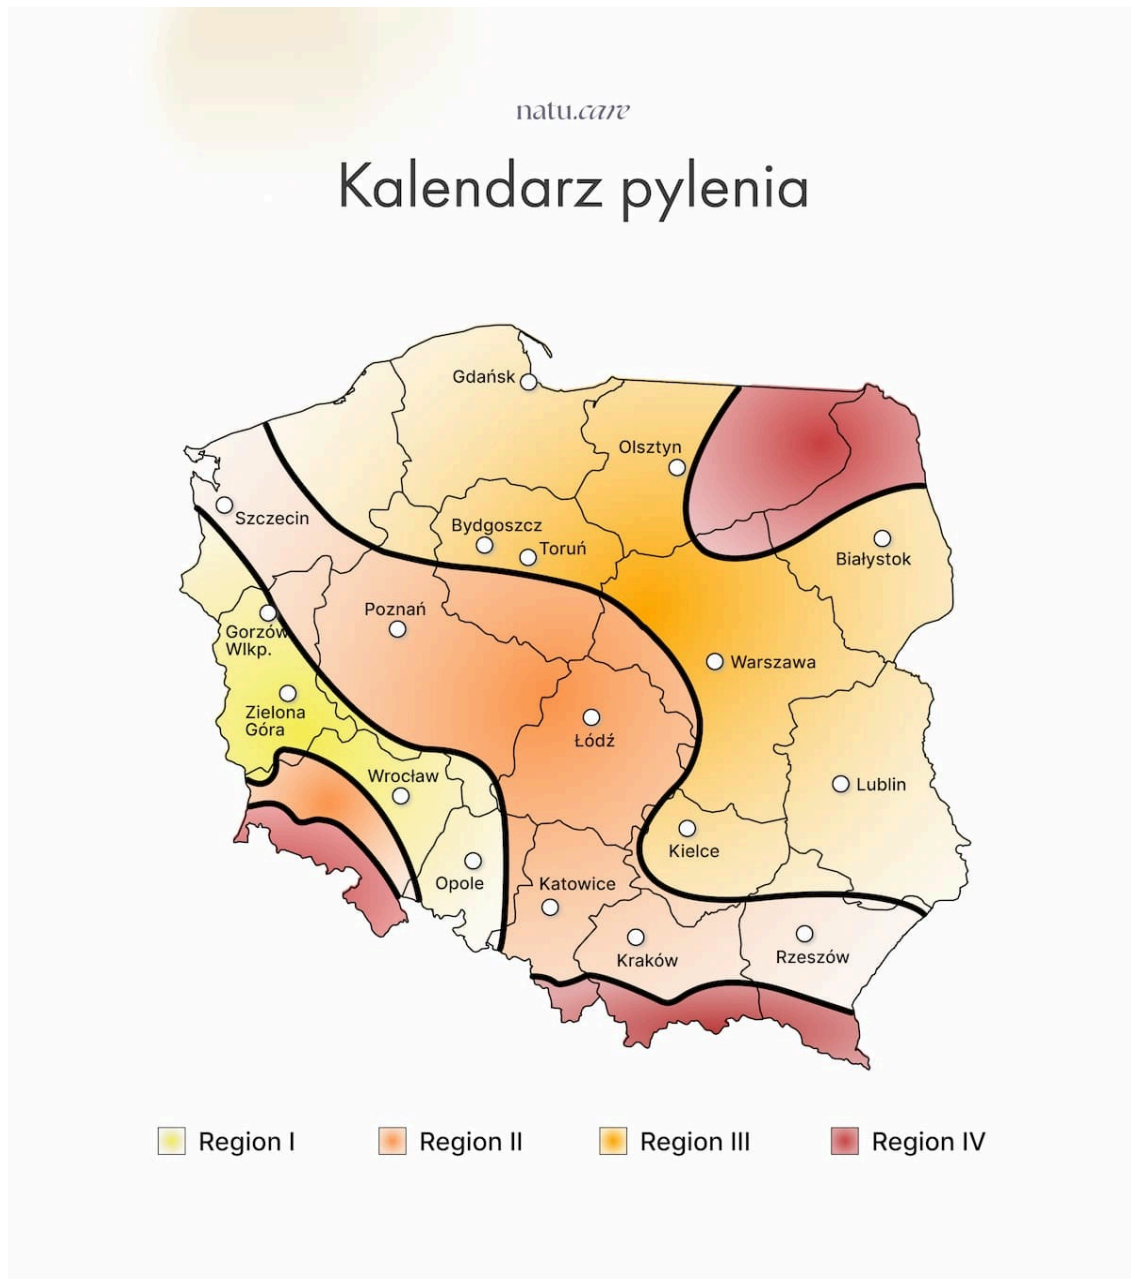 natu.care
Kalendarz pylenia
Gdańsk
Olsztyn
Szczecin
Bydgoszcz
Toruń
Białystok
Poznań
Gorzów
Wlkp.
Warszawa
Zielona
Góra
Łódź
Wrocław
Lublin
Kielce
Opole
Katowice
Kraków
Rzeszów
Region I
Region II
Region III
Region IV